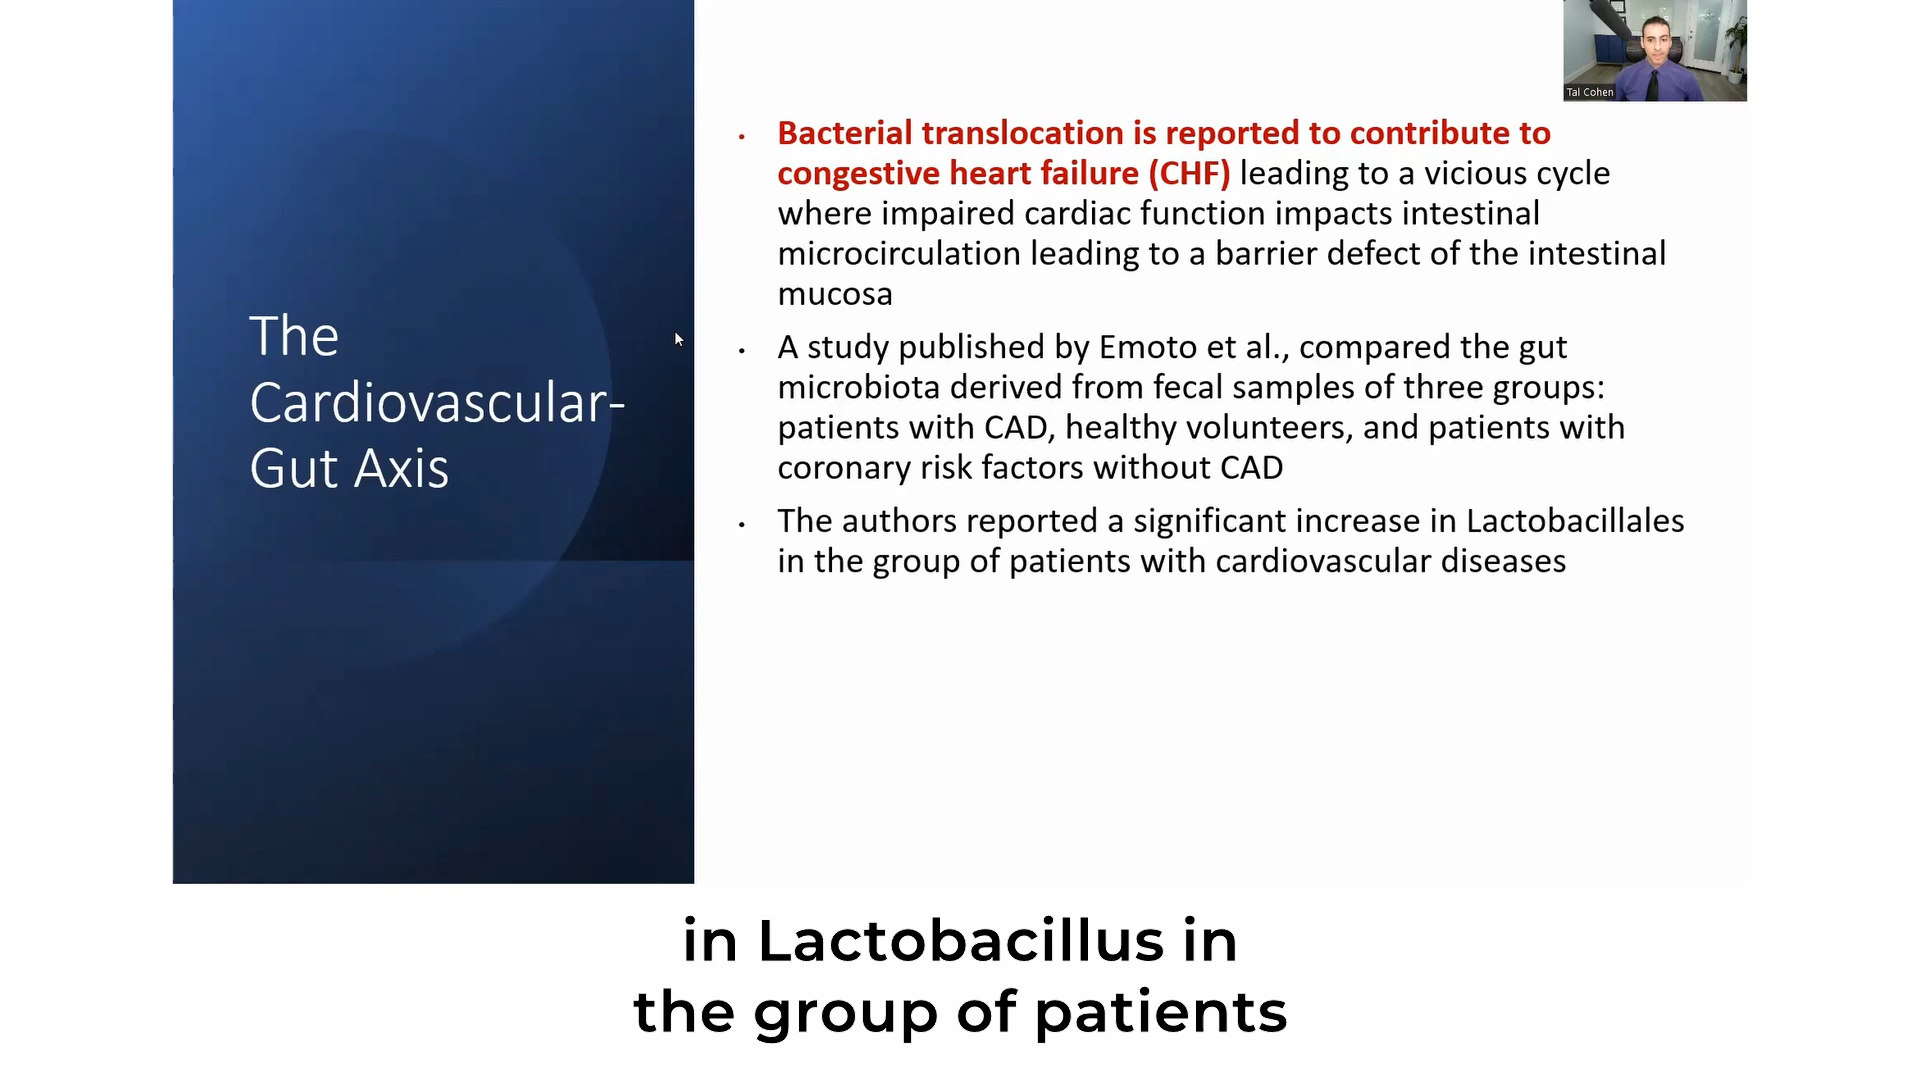 Tal Cohen
The
Cardiovascular-
Gut Axis
• Bacterial translocation is reported to contribute to
congestive heart failure (CHF) leading to a vicious cycle
where impaired cardiac function impacts intestinal
microcirculation leading to a barrier defect of the intestinal
mucosa
• A study published by Emoto et al., compared the gut
microbiota derived from fecal samples of three groups:
patients with CAD, healthy volunteers, and patients with
coronary risk factors without CAD
• The authors reported a significant increase in Lactobacillales
in the group of patients with cardiovascular diseases
in Lactobacillus in
the group of patients